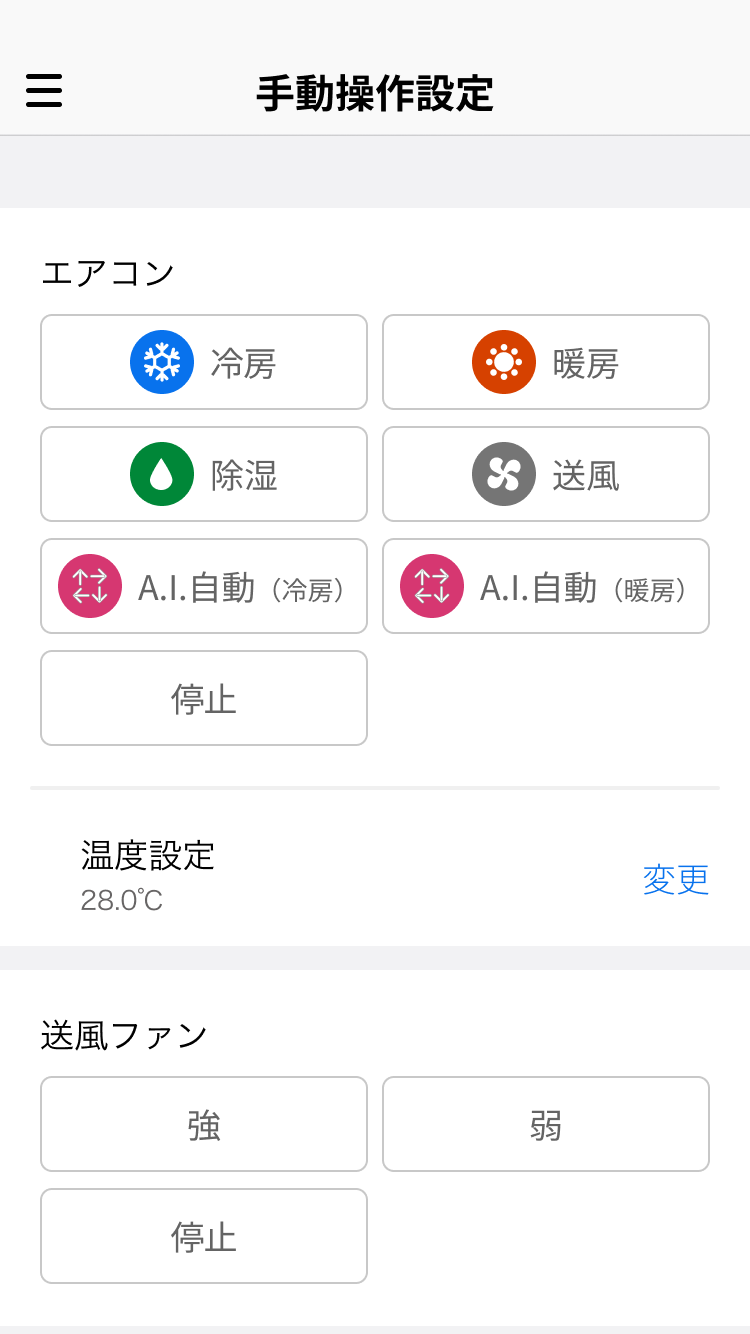 手動操作設定
エアコン
冷房
暖房
除湿
送風
A.I.自動（冷房）
A.I.自動（暖房）
停止
温度設定
28.0℃
変更
送風ファン
強
弱
停止